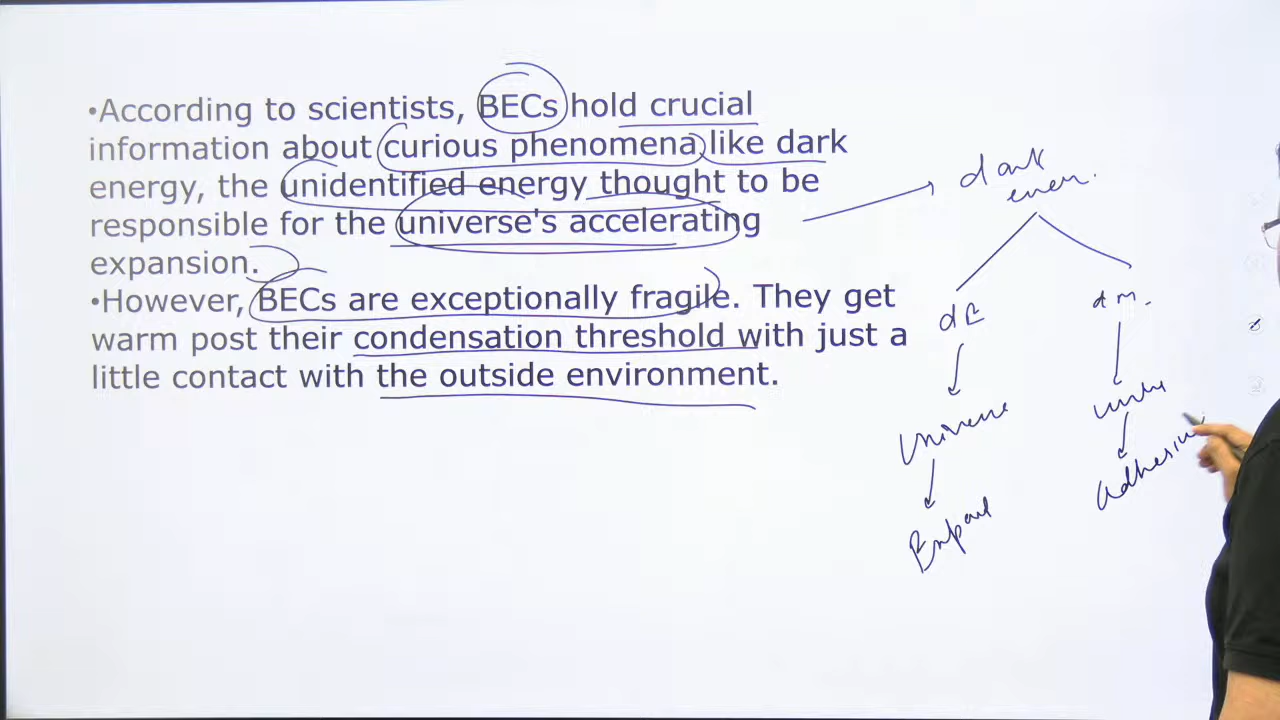 •According to scientists, BECs hold crucial
information about curious phenomena like dark
energy, the unidentified energy thought to be
responsible for the universe's accelerating
expansion.
•However, BECs are exceptionally fragile. They get
warm post their condensation threshold with just a
little contact with the outside environment.
dark
ener.
dE
dM.
Universe
Adhesive